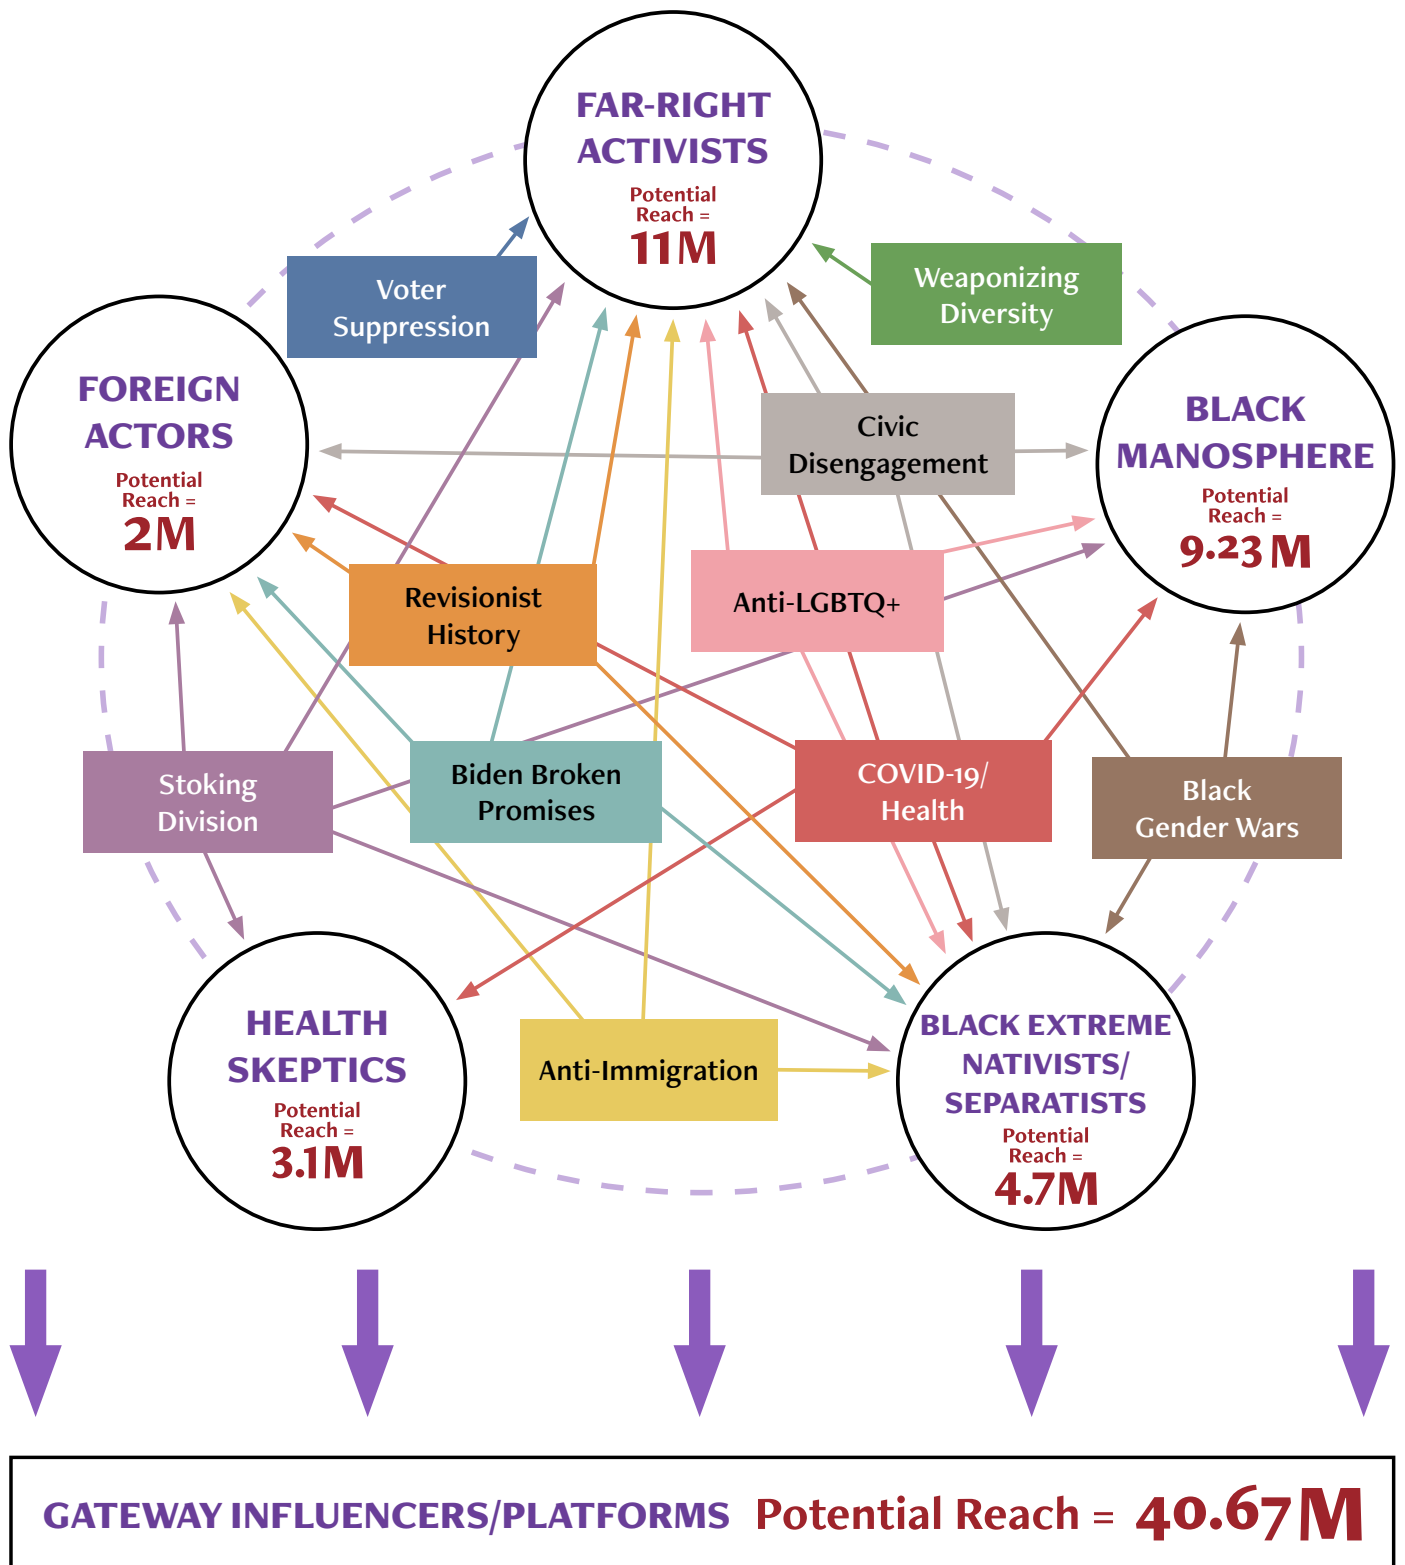 FAR-RIGHT
ACTIVISTS
Potential
Reach =
11M
Voter
Suppression
Weaponizing
Diversity
FOREIGN
ACTORS
Potential
Reach =
2M
BLACK
MANOSPHERE
Potential
Reach =
9.23 M
Civic
Disengagement
Revisionist
History
Anti-LGBTQ+
Stoking
Division
Biden Broken
Promises
COVID-19/
Health
Black
Gender Wars
HEALTH
SKEPTICS
Potential
Reach =
3.1M
Anti-Immigration
BLACK EXTREME
NATIVISTS/
SEPARATISTS
Potential
Reach =
4.7M
GATEWAY INFLUENCERS/PLATFORMS Potential Reach = 40.67M